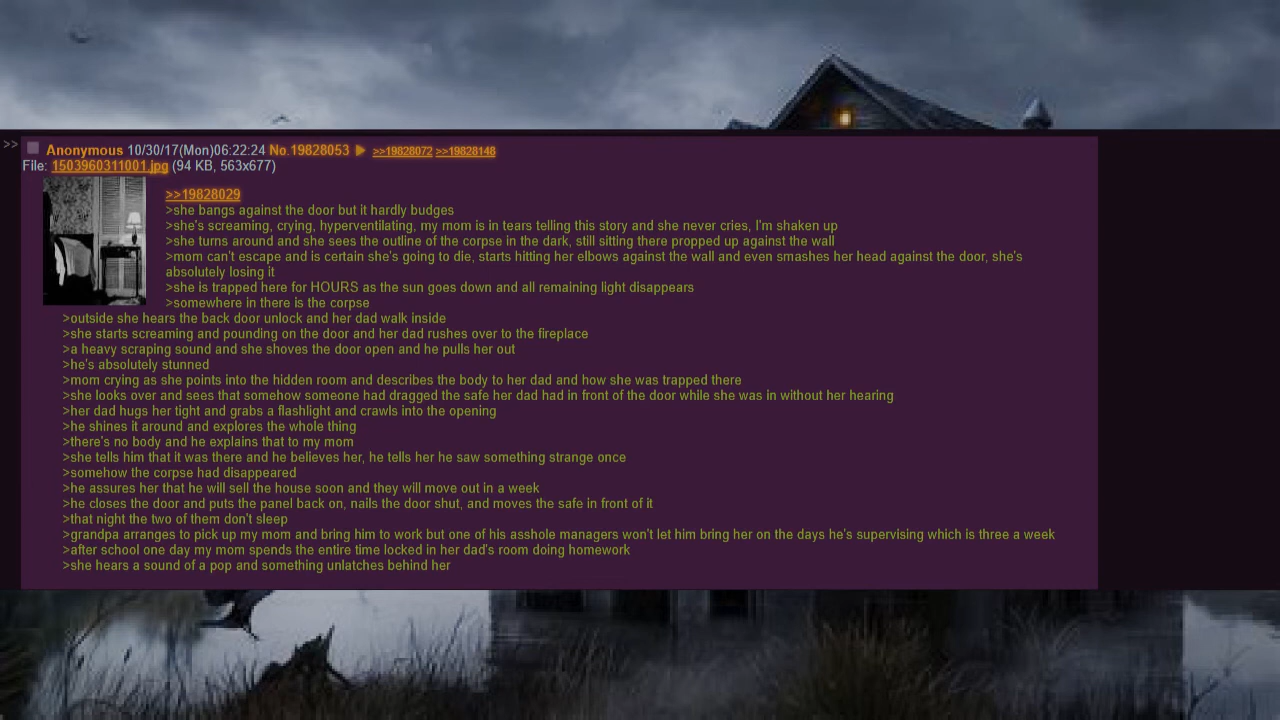 >> Anonymous 10/30/17(Mon)06:22:24 No.19828053 ▶ >>19828072 >>19828148
File: 1503960311001.jpg (94 KB, 563x677)
>>19828029
>she bangs against the door but it hardly budges
>she's screaming, crying, hyperventilating, my mom is in tears telling this story and she never cries, I'm shaken up
>she turns around and she sees the outline of the corpse in the dark, still sitting there propped up against the wall
>mom can't escape and is certain she's going to die, starts hitting her elbows against the wall and even smashes her head against the door, she's
absolutely losing it
>she is trapped here for HOURS as the sun goes down and all remaining light disappears
>somewhere in there is the corpse
>outside she hears the back door unlock and her dad walk inside
>she starts screaming and pounding on the door and her dad rushes over to the fireplace
>a heavy scraping sound and she shoves the door open and he pulls her out
>he's absolutely stunned
>mom crying as she points into the hidden room and describes the body to her dad and how she was trapped there
>she looks over and sees that somehow someone had dragged the safe her dad had in front of the door while she was in without her hearing
>her dad hugs her tight and grabs a flashlight and crawls into the opening
>he shines it around and explores the whole thing
>there's no body and he explains that to my mom
>she tells him that it was there and he believes her, he tells her he saw something strange once
>somehow the corpse had disappeared
>he assures her that he will sell the house soon and they will move out in a week
>he closes the door and puts the panel back on, nails the door shut, and moves the safe in front of it
>that night the two of them don't sleep
>grandpa arranges to pick up my mom and bring him to work but one of his asshole managers won't let him bring her on the days he's supervising which is three a week
>after school one day my mom spends the entire time locked in her dad's room doing homework
>she hears a sound of a pop and something unlatches behind her